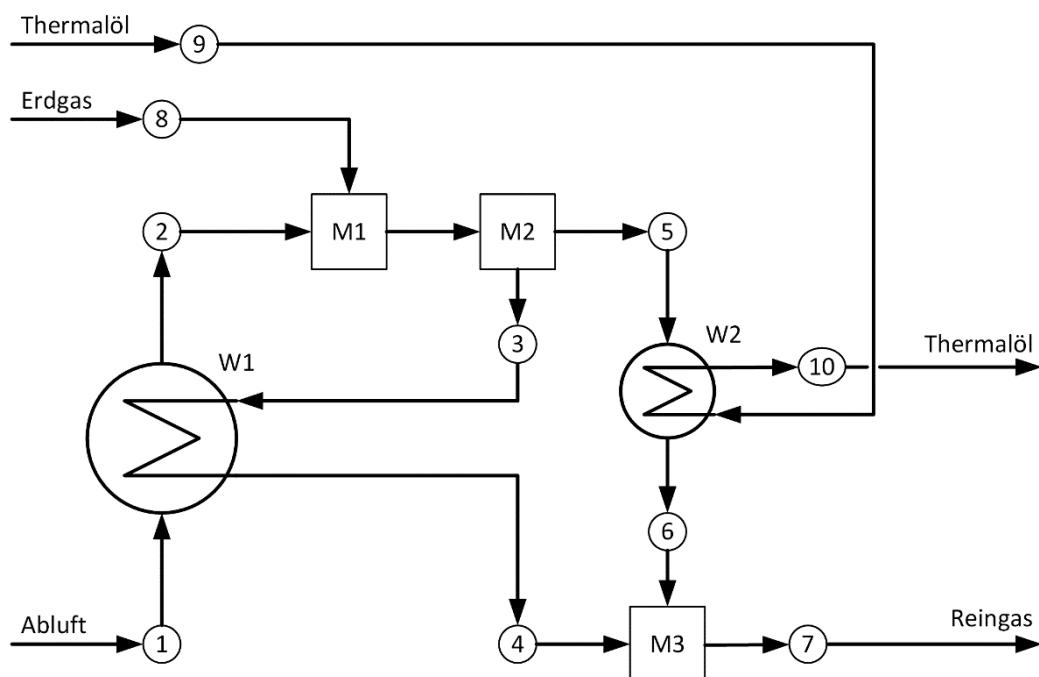 Thermalöl
9
Erdgas
8
2
M1
M2
5
3
W2
10
Thermalöl
W1
6
Abluft
1
4
M3
7
Reingas